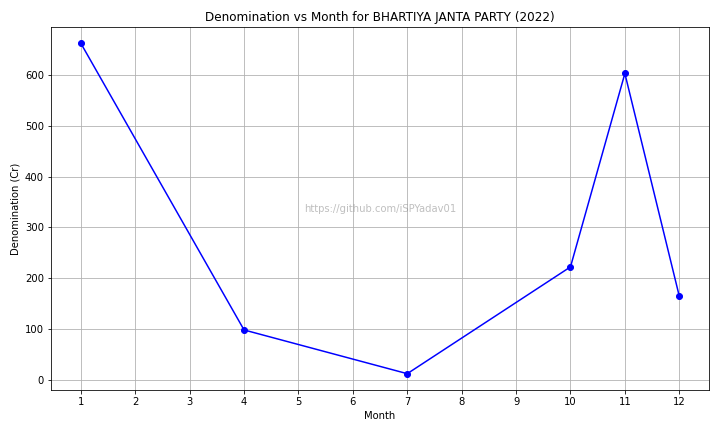 Denomination vs Month for BHARTIYA JANTA PARTY (2022)
600
500
400
300
200
100
0
Denomination (Cr)
https://github.com/iSPYadav01
1 2 3 4 5 6 7 8 9 10 11 12
Month